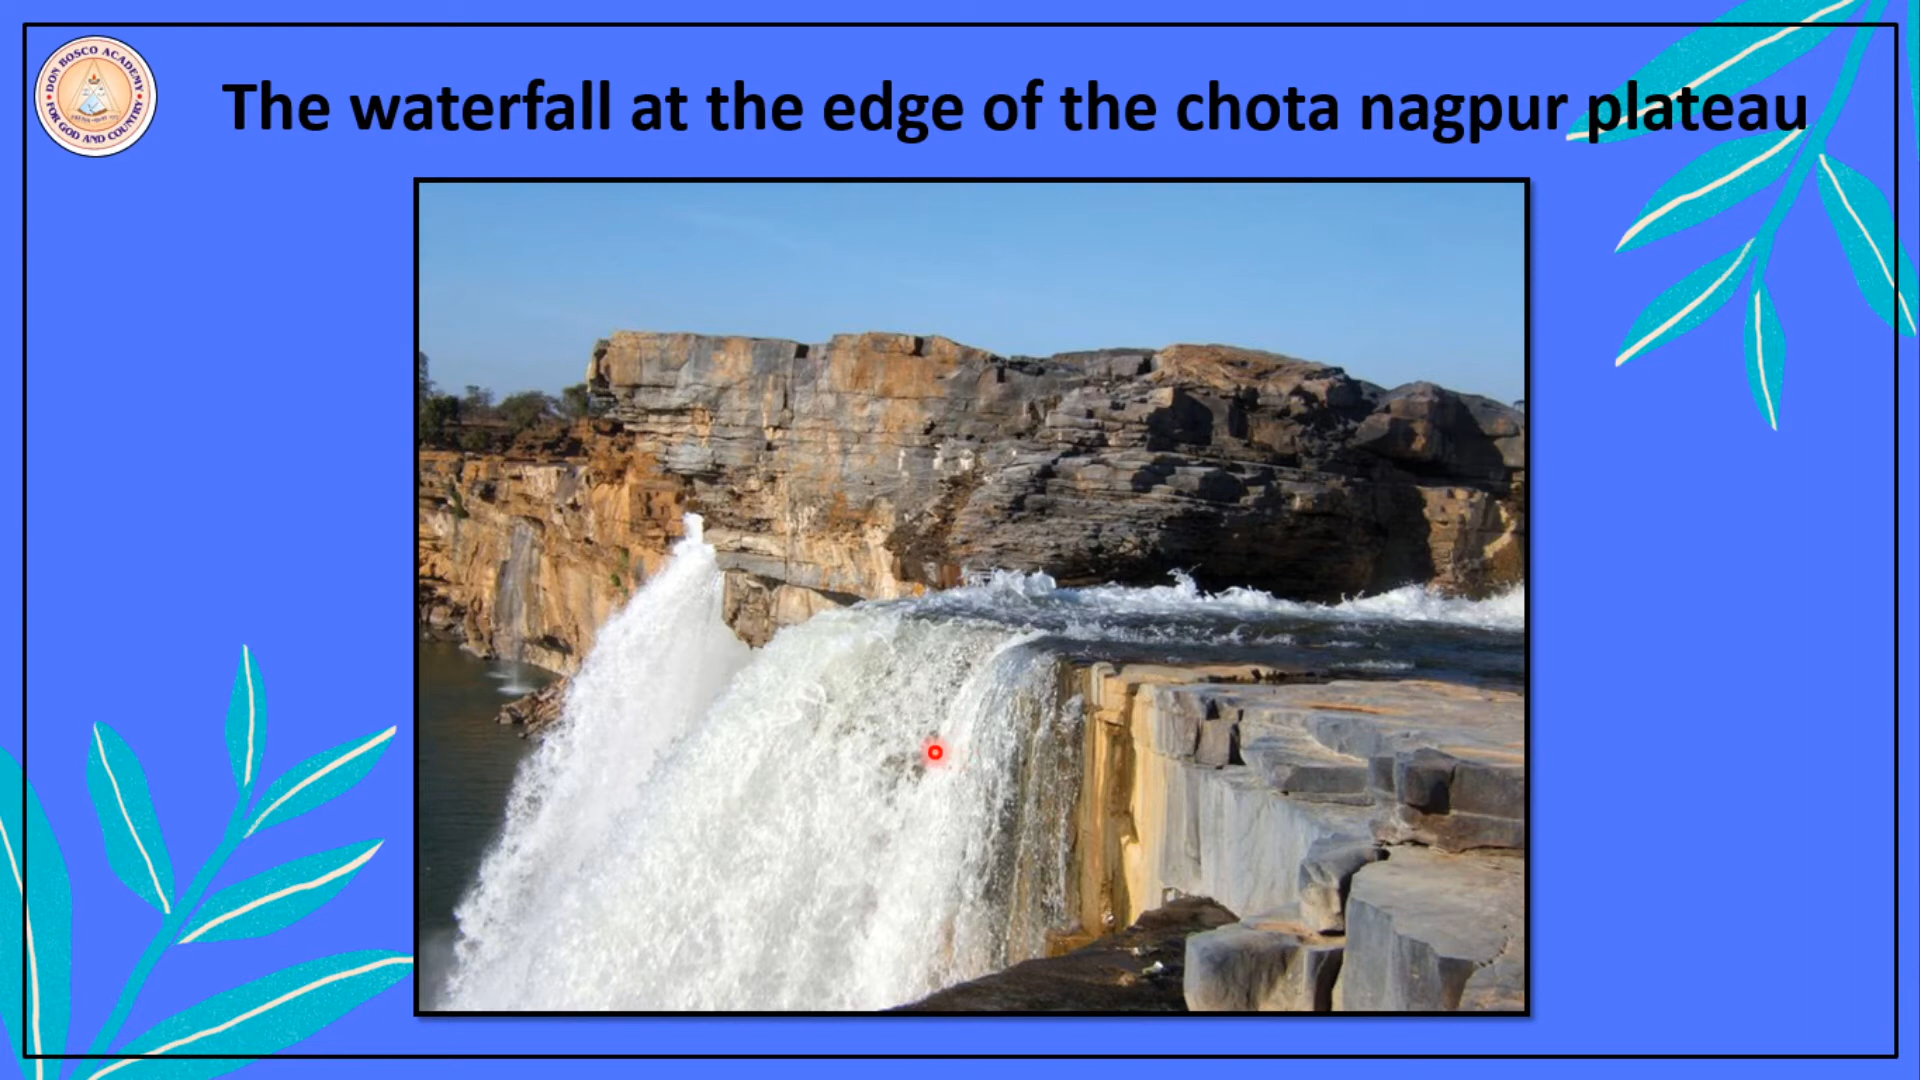 The waterfall at the edge of the chota nagpur plateau
DON BOSCO ACADEMY
FOR GOD AND COUNTRY